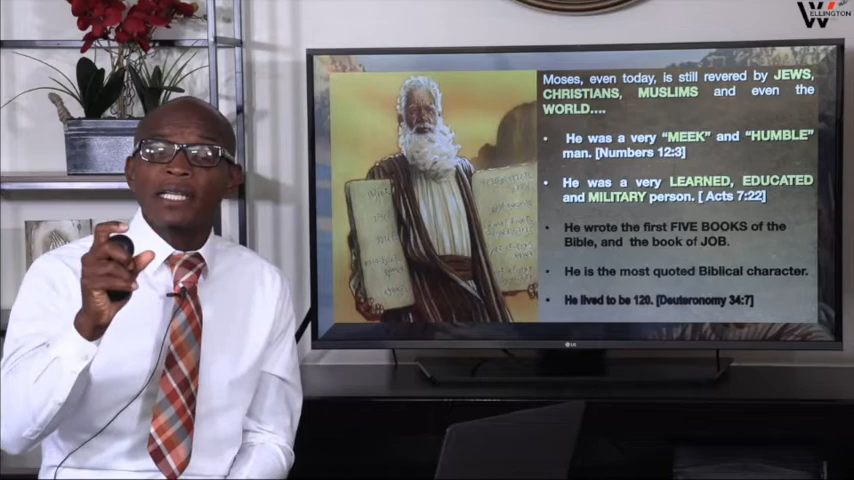 WELLINGTON
Moses, even today, is still revered by JEWS,
CHRISTIANS, MUSLIMS and even the
WORLD....
• He was a very "MEEK" and "HUMBLE"
man. [Numbers 12:3]
• He was a very LEARNED, EDUCATED
and MILITARY person. [ Acts 7:22]
• He wrote the first FIVE BOOKS of the
Bible, and the book of JOB.
• He is the most quoted Biblical character.
• He lived to be 120. [Deuteronomy 34:7]
LG